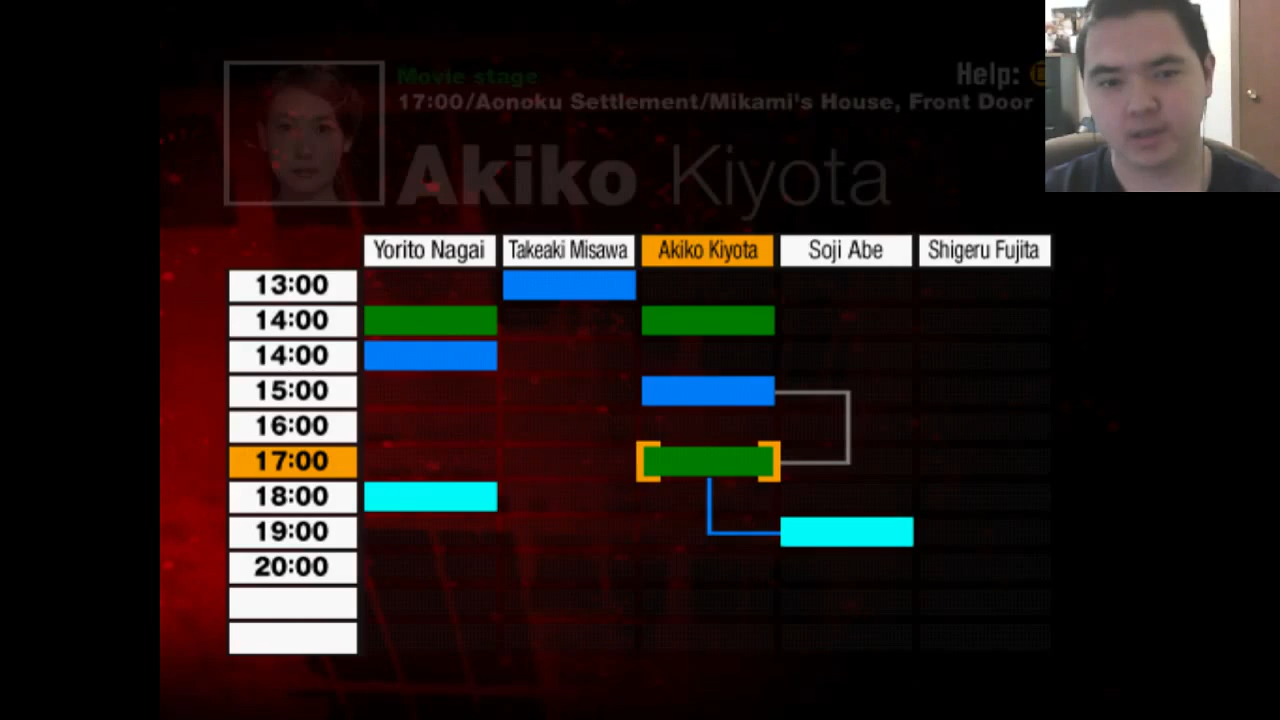 Movie stage
Help:
17:00/Aonoku Settlement/Mikami's House, Front Door
Akiko Kiyota
Yorito Nagai Takeaki Misawa Akiko Kiyota Soji Abe Shigeru Fujita
13:00
14:00
14:00
15:00
16:00
17:00
18:00
19:00
20:00